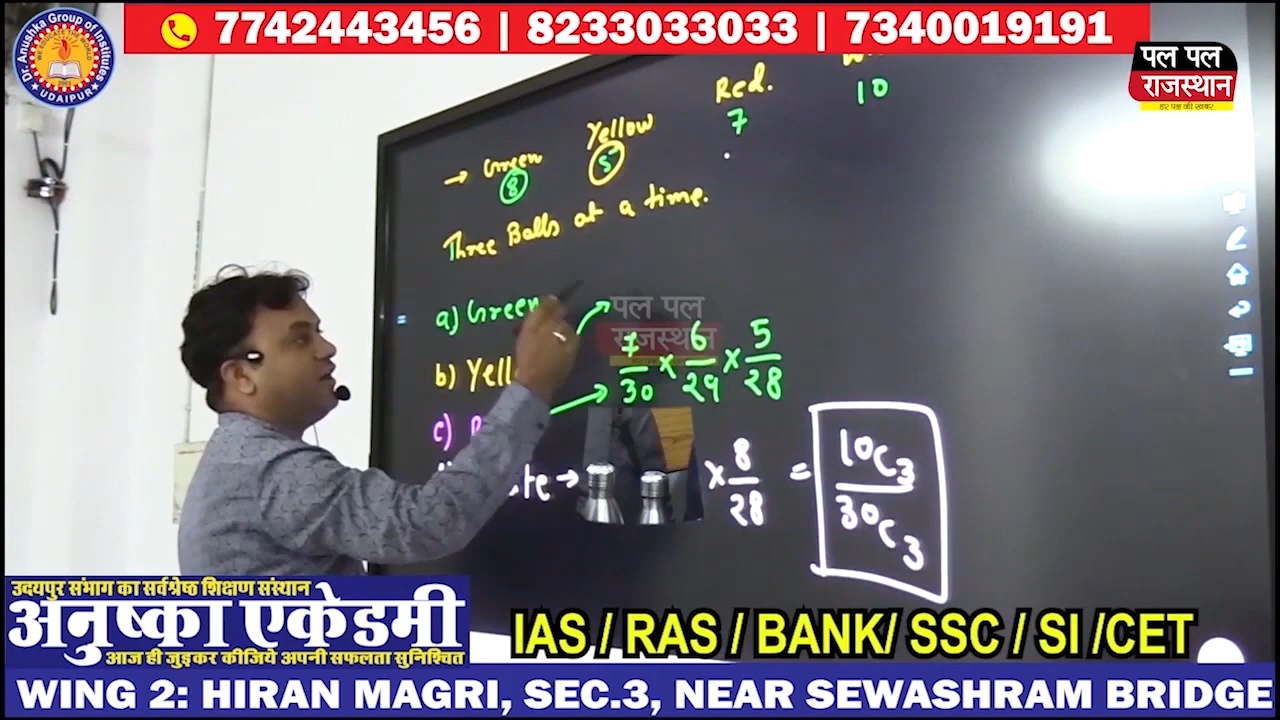 7742443456 | 8233033033 | 7340019191
Dr. Anushka Group of Institutes
UDAIPUR
पल पल
राजस्थान
हर पल की खबर
Green Yellow Red.
8 5 7 10
Three Balls at a time.
a) Green
पल पल
राजस्थान
7/30 × 6/29 × 5/28
b) Yell
c)
× 8/28 = 10C3/30C3
उदयपुर संभाग का सर्वश्रेष्ठ शिक्षण संस्थान
अनुष्का एकेडमी
आज ही जुड़कर कीजिये अपनी सफलता सुनिश्चित
IAS / RAS / BANK/ SSC / SI /CET
WING 2: HIRAN MAGRI, SEC.3, NEAR SEWASHRAM BRIDGE